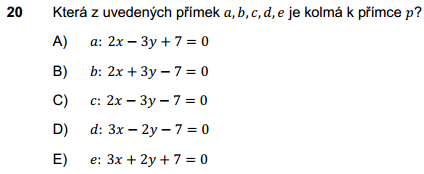 20 Která z uvedených přímek a, b, c, d, e je kolmá k přímce p?
A) a: 2x − 3y + 7 = 0
B) b: 2x + 3y − 7 = 0
C) c: 2x − 3y − 7 = 0
D) d: 3x − 2y − 7 = 0
E) e: 3x + 2y + 7 = 0